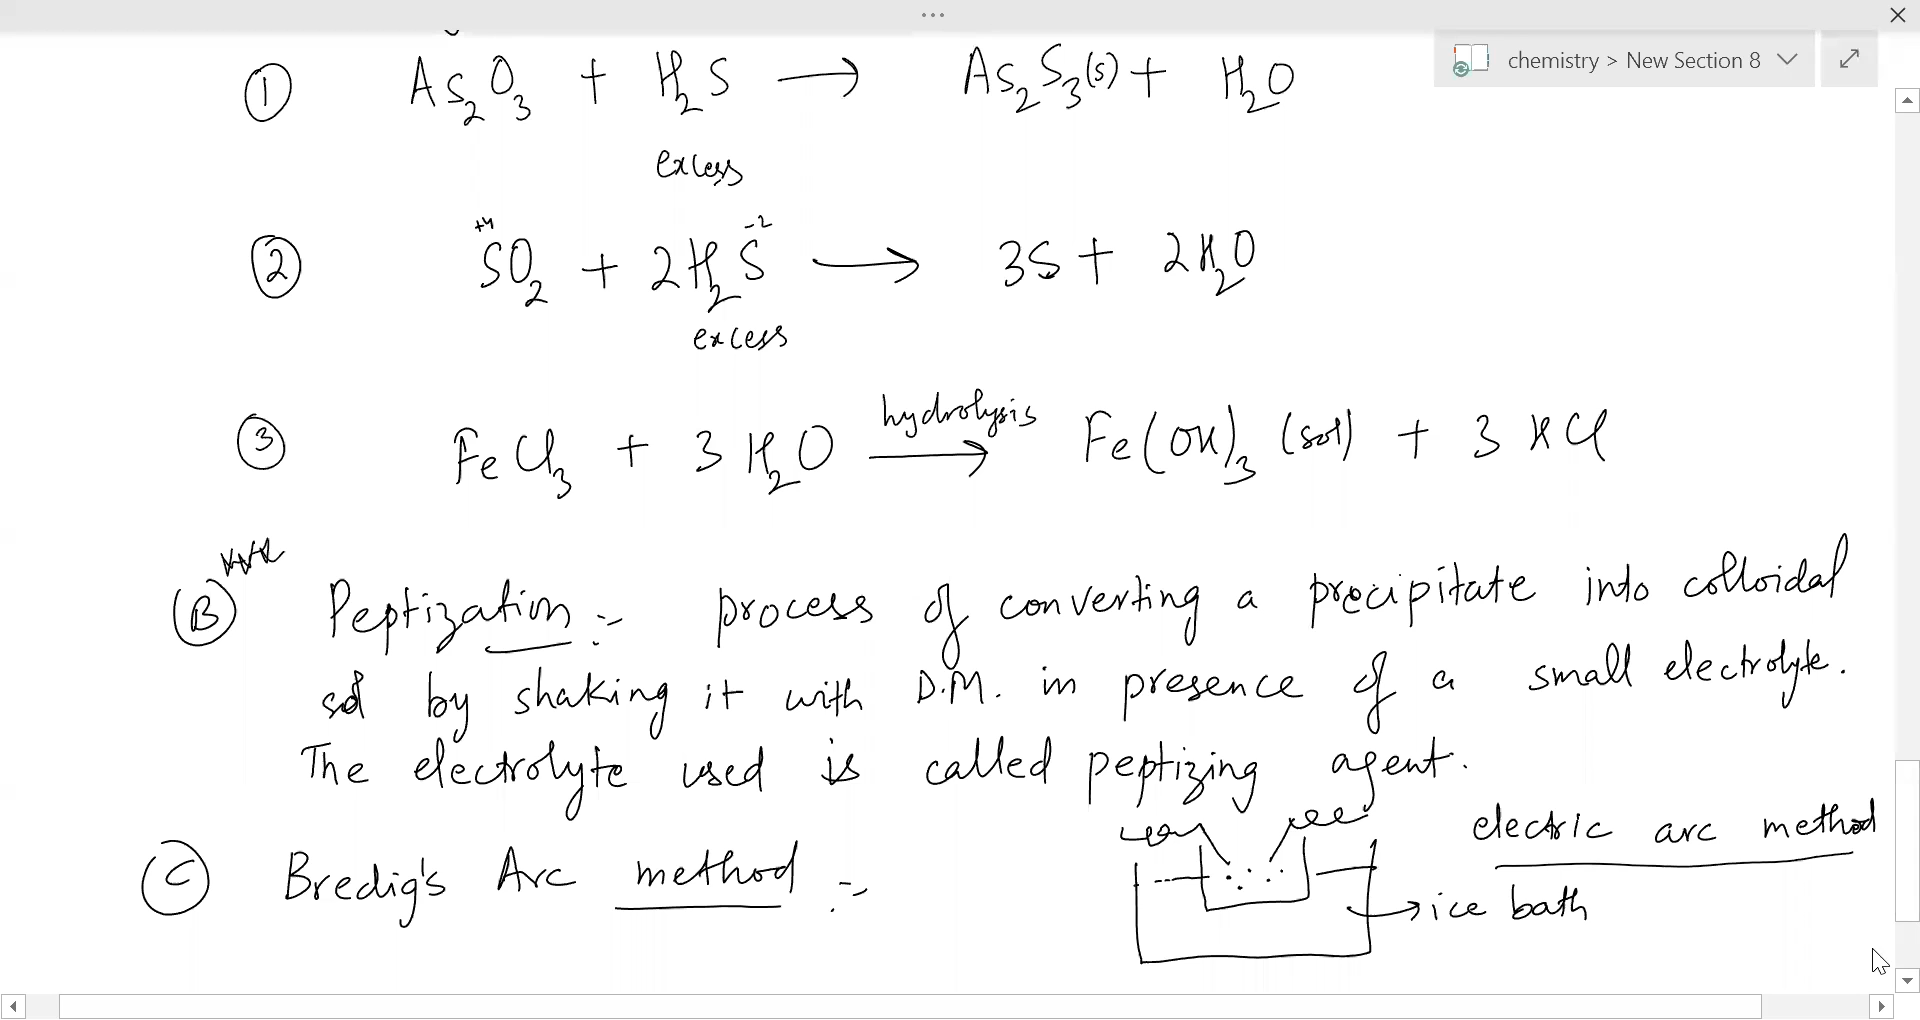 chemistry > New Section 8
① As₂O₃ + H₂S ⟶ As₂S₃(s) + H₂O
excess
+4 -2
② SO₂ + 2H₂S ⟶ 3S + 2H₂O
excess
hydrolysis
③ FeCl₃ + 3H₂O ⟶ Fe(OH)₃ (sol) + 3HCl
Ⓑ Peptization :- process of converting a precipitate into colloidal
sol by shaking it with D.M. in presence of a small electrolyte.
The electrolyte used is called peptizing agent.
electric arc method
Ⓒ Bredig's Arc method :-
ice bath